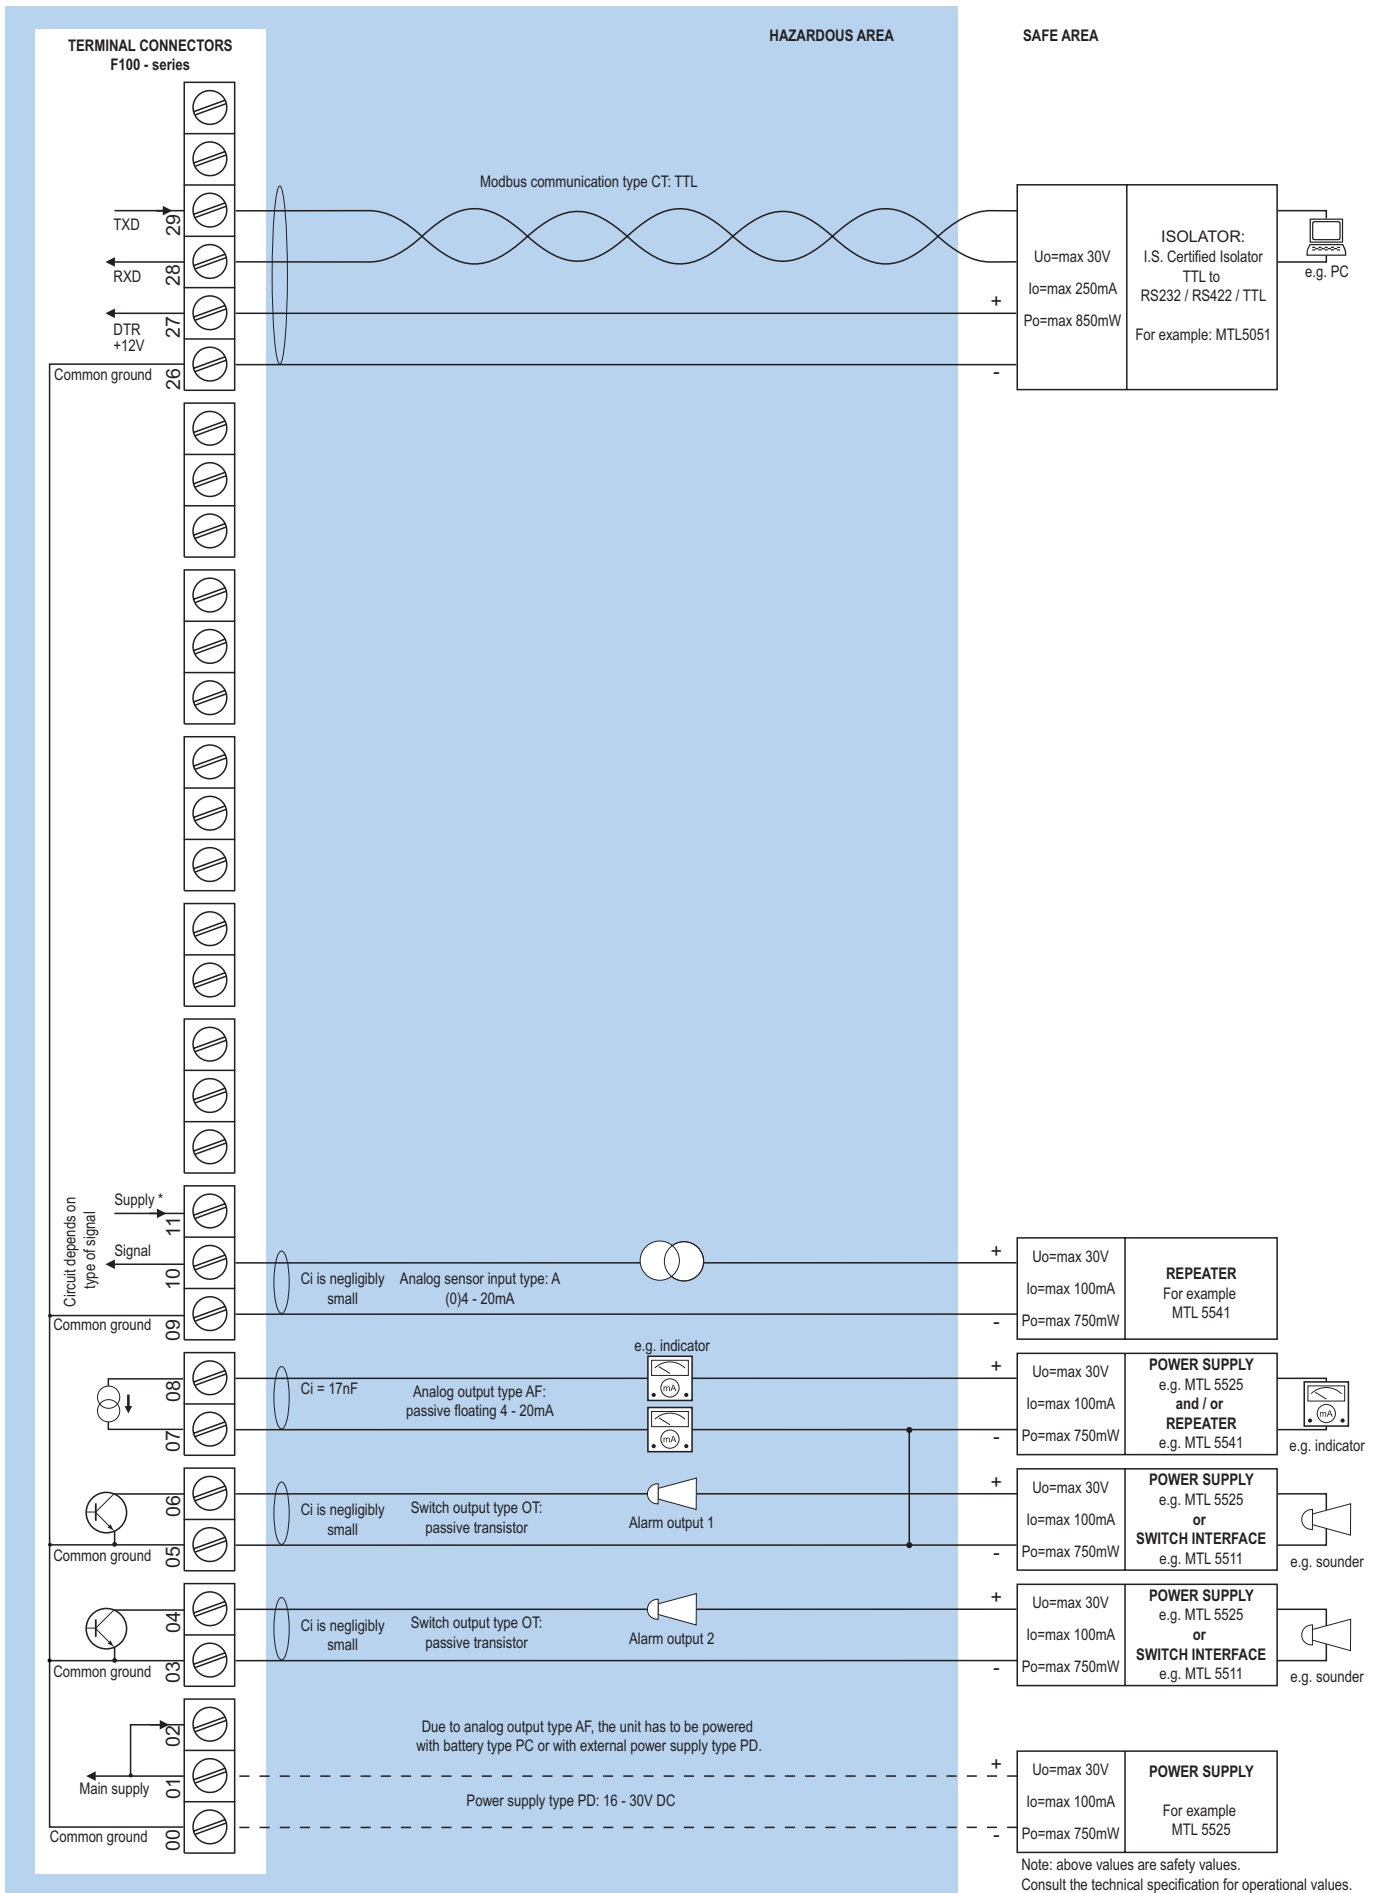 HAZARDOUS AREA
SAFE AREA
TERMINAL CONNECTORS
F100 - series
Modbus communication type CT: TTL
TXD
29
RXD
28
DTR
+12V
27
Common ground
26
+
-
Uo=max 30V
Io=max 250mA
Po=max 850mW
ISOLATOR:
I.S. Certified Isolator
TTL to
RS232 / RS422 / TTL
For example: MTL5051
e.g. PC
Circuit depends on
type of signal
Supply *
11
Signal
10
Common ground
09
Ci is negligibly
small
Analog sensor input type: A
(0)4 - 20mA
+
-
Uo=max 30V
Io=max 100mA
Po=max 750mW
REPEATER
For example
MTL 5541
08
07
Ci = 17nF
Analog output type AF:
passive floating 4 - 20mA
e.g. indicator
mA
mA
+
-
Uo=max 30V
Io=max 100mA
Po=max 750mW
POWER SUPPLY
e.g. MTL 5525
and / or
REPEATER
e.g. MTL 5541
mA
e.g. indicator
06
Common ground
05
Ci is negligibly
small
Switch output type OT:
passive transistor
Alarm output 1
+
-
Uo=max 30V
Io=max 100mA
Po=max 750mW
POWER SUPPLY
e.g. MTL 5525
or
SWITCH INTERFACE
e.g. MTL 5511
e.g. sounder
04
Common ground
03
Ci is negligibly
small
Switch output type OT:
passive transistor
Alarm output 2
+
-
Uo=max 30V
Io=max 100mA
Po=max 750mW
POWER SUPPLY
e.g. MTL 5525
or
SWITCH INTERFACE
e.g. MTL 5511
e.g. sounder
02
Main supply
01
Common ground
00
Due to analog output type AF, the unit has to be powered
with battery type PC or with external power supply type PD.
Power supply type PD: 16 - 30V DC
+
-
Uo=max 30V
Io=max 100mA
Po=max 750mW
POWER SUPPLY
For example
MTL 5525
Note: above values are safety values.
Consult the technical specification for operational values.